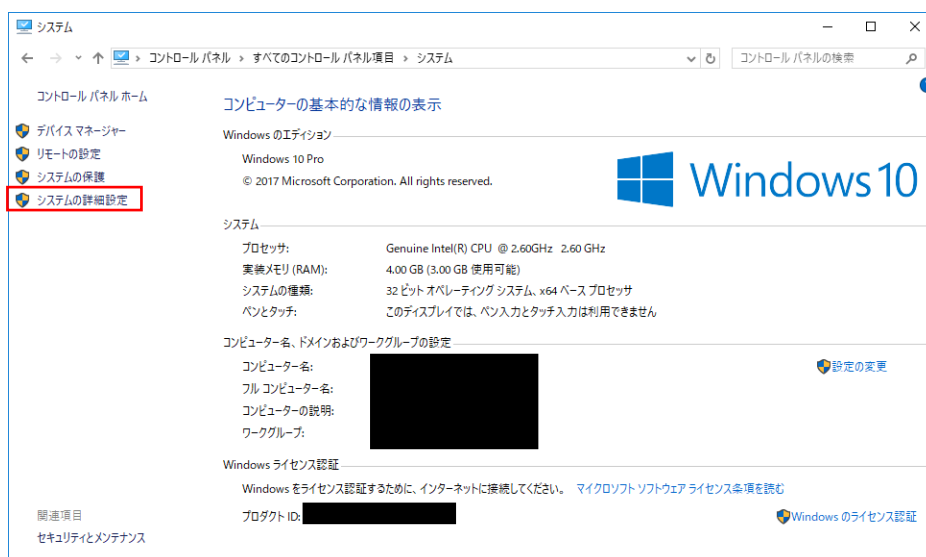 システム
コントロール パネル › すべてのコントロール パネル項目 › システム
コントロール パネルの検索
コントロール パネル ホーム
デバイス マネージャー
リモートの設定
システムの保護
システムの詳細設定
コンピューターの基本的な情報の表示
Windows のエディション
Windows 10 Pro
© 2017 Microsoft Corporation. All rights reserved.
Windows 10
システム
プロセッサ: Genuine Intel(R) CPU @ 2.60GHz 2.60 GHz
実装メモリ (RAM): 4.00 GB (3.00 GB 使用可能)
システムの種類: 32 ビット オペレーティング システム、x64 ベース プロセッサ
ペンとタッチ: このディスプレイでは、ペン入力とタッチ入力は利用できません
コンピューター名、ドメインおよびワークグループの設定
コンピューター名: 設定の変更
フル コンピューター名:
コンピューターの説明:
ワークグループ:
Windows ライセンス認証
Windows をライセンス認証するために、インターネットに接続してください。 マイクロソフト ソフトウェア ライセンス条項を読む
プロダクト ID: Windows のライセンス認証
関連項目
セキュリティとメンテナンス